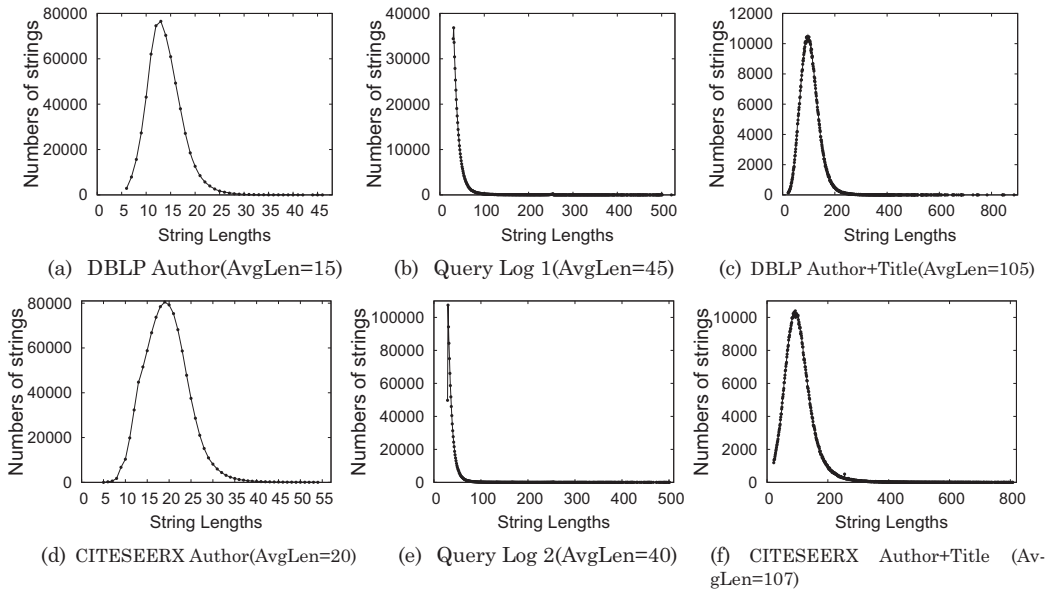 80000
60000
40000
20000
0
Numbers of strings
0 5 10 15 20 25 30 35 40 45
String Lengths
(a) DBLP Author(AvgLen=15)
40000
30000
20000
10000
0
Numbers of strings
0 100 200 300 400 500
String Lengths
(b) Query Log 1(AvgLen=45)
12000
10000
8000
6000
4000
2000
0
Numbers of strings
0 200 400 600 800
String Lengths
(c) DBLP Author+Title(AvgLen=105)
80000
60000
40000
20000
0
Numbers of strings
0 5 10 15 20 25 30 35 40 45 50 55
String Lengths
(d) CITESEERX Author(AvgLen=20)
100000
80000
60000
40000
20000
0
Numbers of strings
0 100 200 300 400 500
String Lengths
(e) Query Log 2(AvgLen=40)
10000
8000
6000
4000
2000
0
Numbers of strings
0 200 400 600 800
String Lengths
(f) CITESEERX Author+Title (Av-
gLen=107)